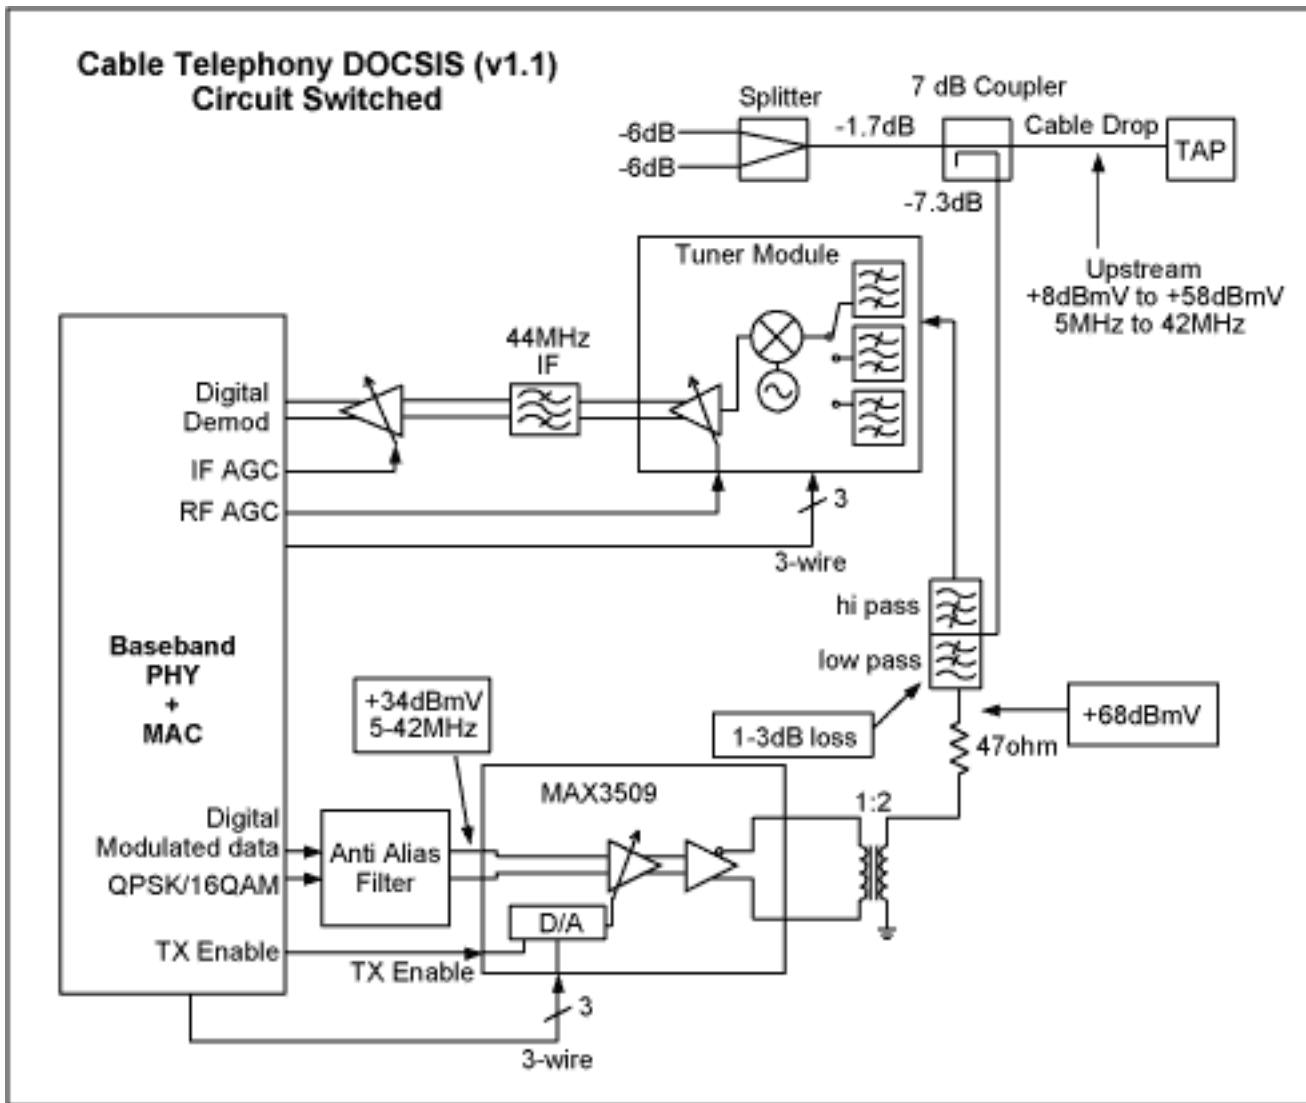 Cable Telephony DOCSIS (v1.1)
Circuit Switched
7 dB Coupler
Splitter
-6dB
-1.7dB
Cable Drop
TAP
-6dB
-7.3dB
Tuner Module
Upstream
+8dBmV to +58dBmV
5MHz to 42MHz
44MHz
IF
Digital
Demod
IF AGC
RF AGC
3
3-wire
hi pass
low pass
Baseband
PHY
+
MAC
+34dBmV
5-42MHz
1-3dB loss
+68dBmV
47ohm
MAX3509
1:2
Digital
Modulated data
QPSK/16QAM
Anti Alias
Filter
D/A
TX Enable
TX Enable
3
3-wire